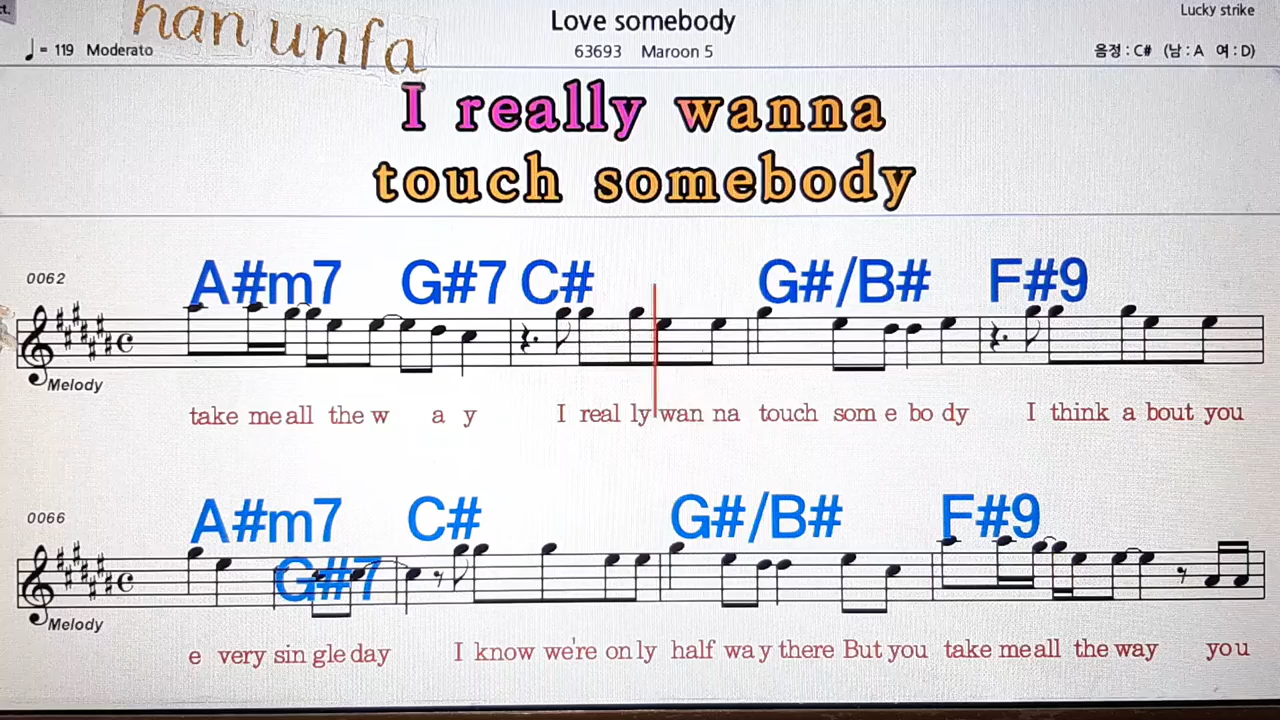 ct.
han unfa
Love somebody
Lucky strike
♩= 119 Moderato
63693 Maroon 5
음정 : C# (남 : A 여 : D)
I really wanna
touch somebody
0062
A#m7 G#7 C# G#/B# F#9
Melody
take me all the w a y I real ly wan na touch som e bo dy I think a bout you
0066
A#m7 G#7 C# G#/B# F#9
Melody
e very sin gle day I know we're on ly half way there But you take me all the way you